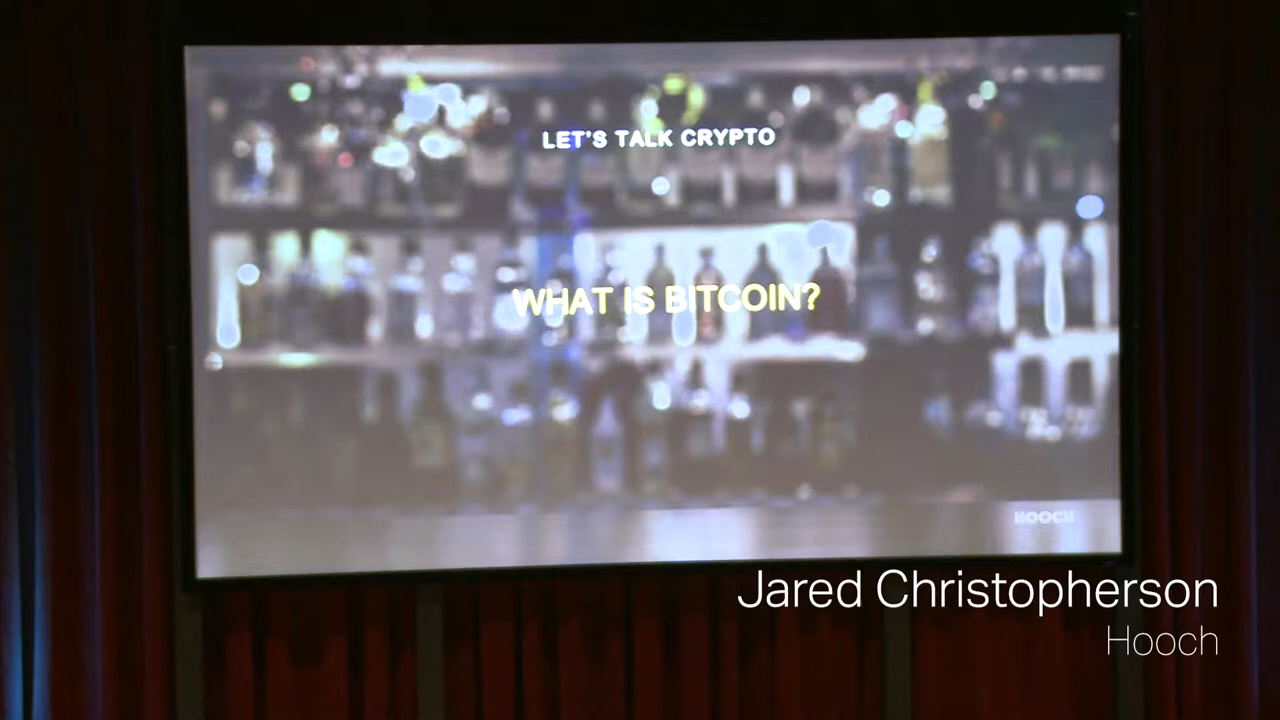 LET'S TALK CRYPTO
WHAT IS BITCOIN?
HOOCH
Jared Christopherson
Hooch